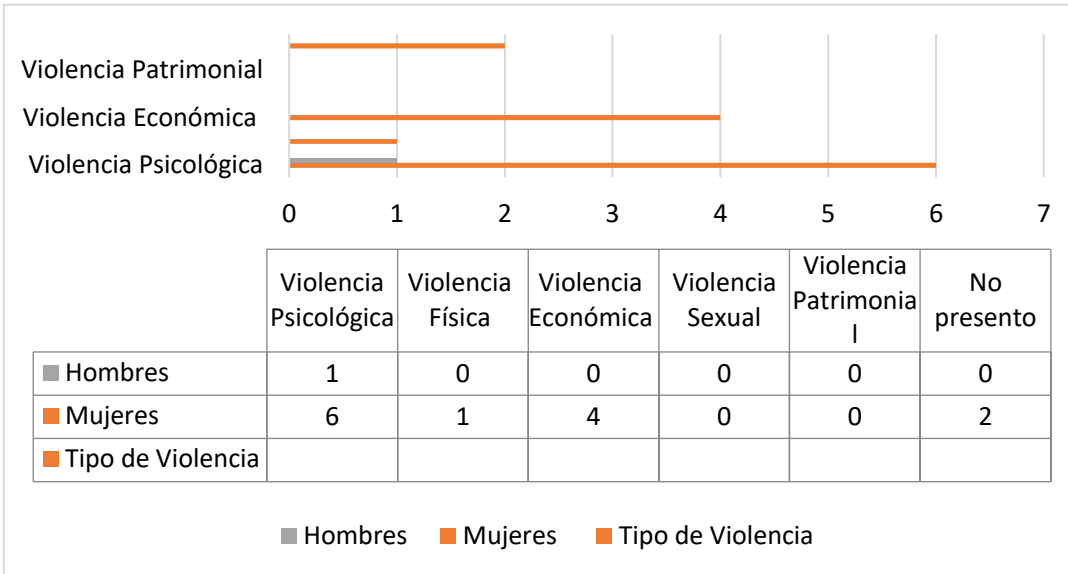 Violencia Patrimonial
Violencia Económica
Violencia Psicológica
0 1 2 3 4 5 6 7
Violencia Psicológica
Violencia Física
Violencia Económica
Violencia Sexual
Violencia Patrimonia l
No presento
Hombres 1 0 0 0 0 0
Mujeres 6 1 4 0 0 2
Tipo de Violencia
Hombres Mujeres Tipo de Violencia